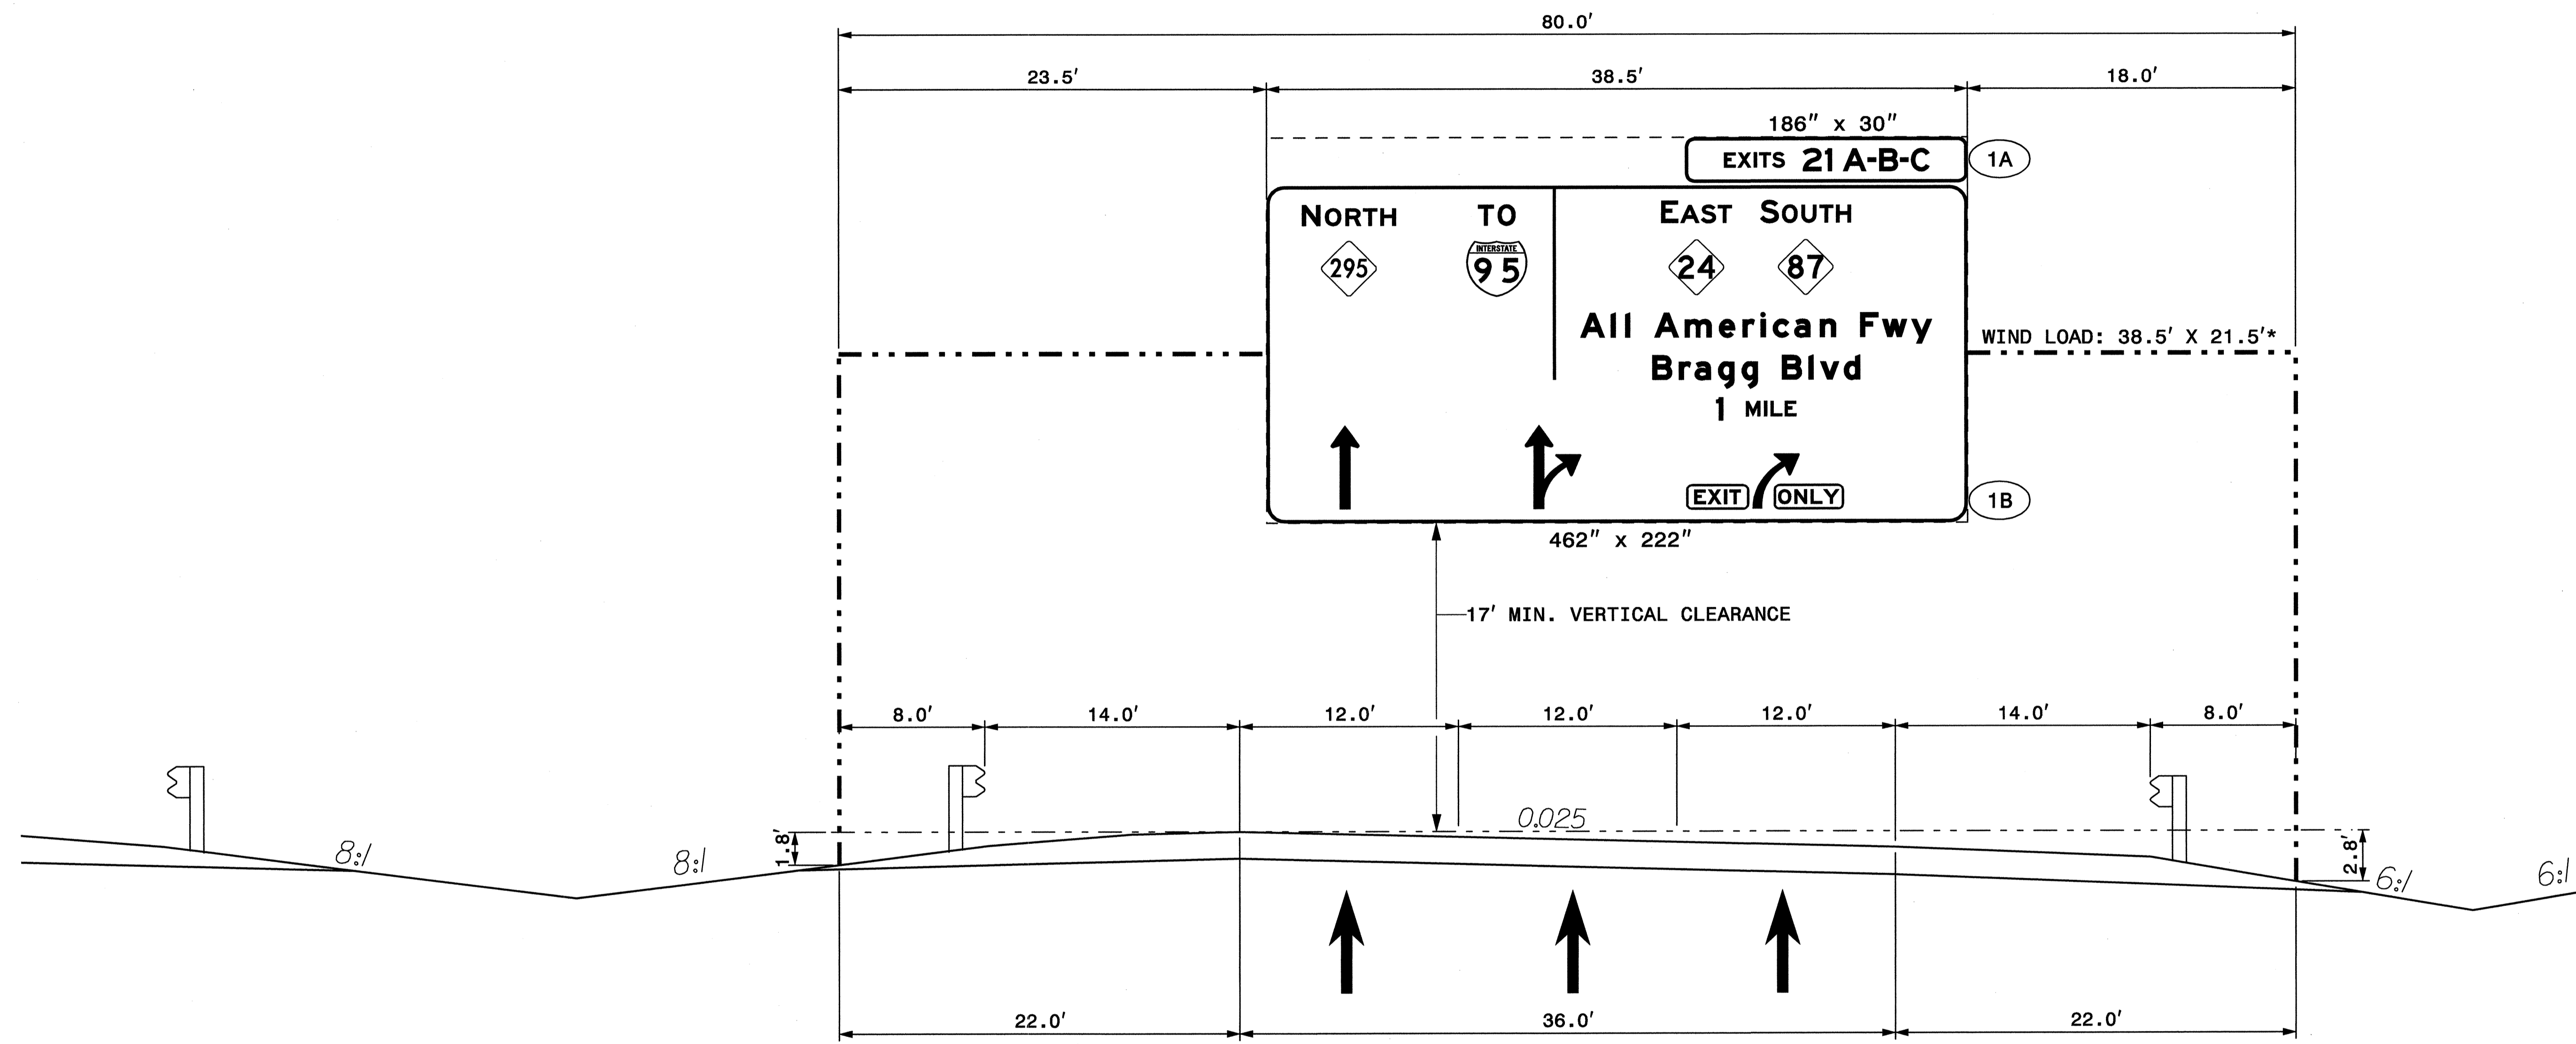 80.0'
23.5' 38.5' 18.0'
186" x 30"
EXITS 21 A-B-C 1A
NORTH TO EAST SOUTH
295 INTERSTATE 95 24 87
All American Fwy
WIND LOAD: 38.5' X 21.5'*
Bragg Blvd
1 MILE
EXIT ONLY 1B
462" x 222"
17' MIN. VERTICAL CLEARANCE
8.0' 14.0' 12.0' 12.0' 12.0' 14.0' 8.0'
0.025
1.8'
2.8'
8:1 8:1 6:1 6:1
22.0' 36.0' 22.0'